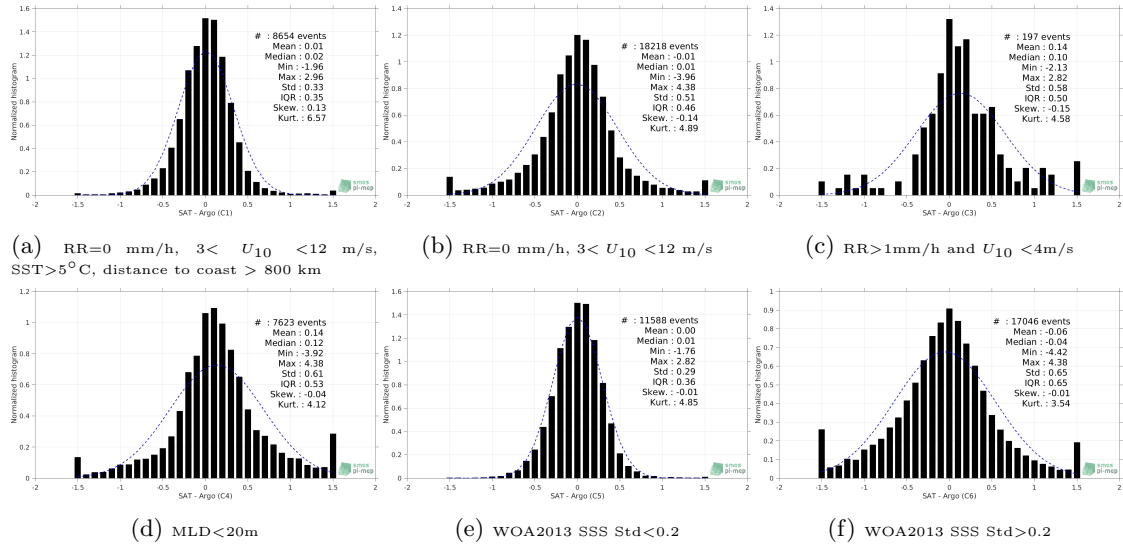 1.6
1.4
1.2
1
0.8
0.6
0.4
0.2
0
Normalized histogram
# : 8654 events
Mean : 0.01
Median : 0.02
Min : -1.96
Max : 2.96
Std : 0.33
IQR : 0.35
Skew. : 0.13
Kurt. : 6.57
smos
pi-mep
-2 -1.5 -1 -0.5 0 0.5 1 1.5 2
SAT - Argo (C1)
(a) RR=0 mm/h, 3< U10 <12 m/s,
SST>5°C, distance to coast > 800 km
1.4
1.2
1
0.8
0.6
0.4
0.2
0
Normalized histogram
# : 18218 events
Mean : -0.01
Median : 0.01
Min : -3.96
Max : 4.38
Std : 0.51
IQR : 0.46
Skew. : -0.14
Kurt. : 4.89
smos
pi-mep
-2 -1.5 -1 -0.5 0 0.5 1 1.5 2
SAT - Argo (C2)
(b) RR=0 mm/h, 3< U10 <12 m/s
1.4
1.2
1
0.8
0.6
0.4
0.2
0
Normalized histogram
# : 197 events
Mean : 0.14
Median : 0.10
Min : -2.13
Max : 2.82
Std : 0.58
IQR : 0.50
Skew. : -0.15
Kurt. : 4.58
smos
pi-mep
-2 -1.5 -1 -0.5 0 0.5 1 1.5 2
SAT - Argo (C3)
(c) RR>1mm/h and U10 <4m/s
1.2
1
0.8
0.6
0.4
0.2
0
Normalized histogram
# : 7623 events
Mean : 0.14
Median : 0.12
Min : -3.92
Max : 4.38
Std : 0.61
IQR : 0.53
Skew. : -0.04
Kurt. : 4.12
smos
pi-mep
-2 -1.5 -1 -0.5 0 0.5 1 1.5 2
SAT - Argo (C4)
(d) MLD<20m
1.6
1.4
1.2
1
0.8
0.6
0.4
0.2
0
Normalized histogram
# : 11588 events
Mean : 0.00
Median : 0.01
Min : -1.76
Max : 2.82
Std : 0.29
IQR : 0.36
Skew. : -0.01
Kurt. : 4.85
smos
pi-mep
-2 -1.5 -1 -0.5 0 0.5 1 1.5 2
SAT - Argo (C5)
(e) WOA2013 SSS Std<0.2
1
0.9
0.8
0.7
0.6
0.5
0.4
0.3
0.2
0.1
0
Normalized histogram
# : 17046 events
Mean : -0.06
Median : -0.04
Min : -4.42
Max : 4.38
Std : 0.65
IQR : 0.65
Skew. : -0.01
Kurt. : 3.54
smos
pi-mep
-2 -1.5 -1 -0.5 0 0.5 1 1.5 2
SAT - Argo (C6)
(f) WOA2013 SSS Std>0.2